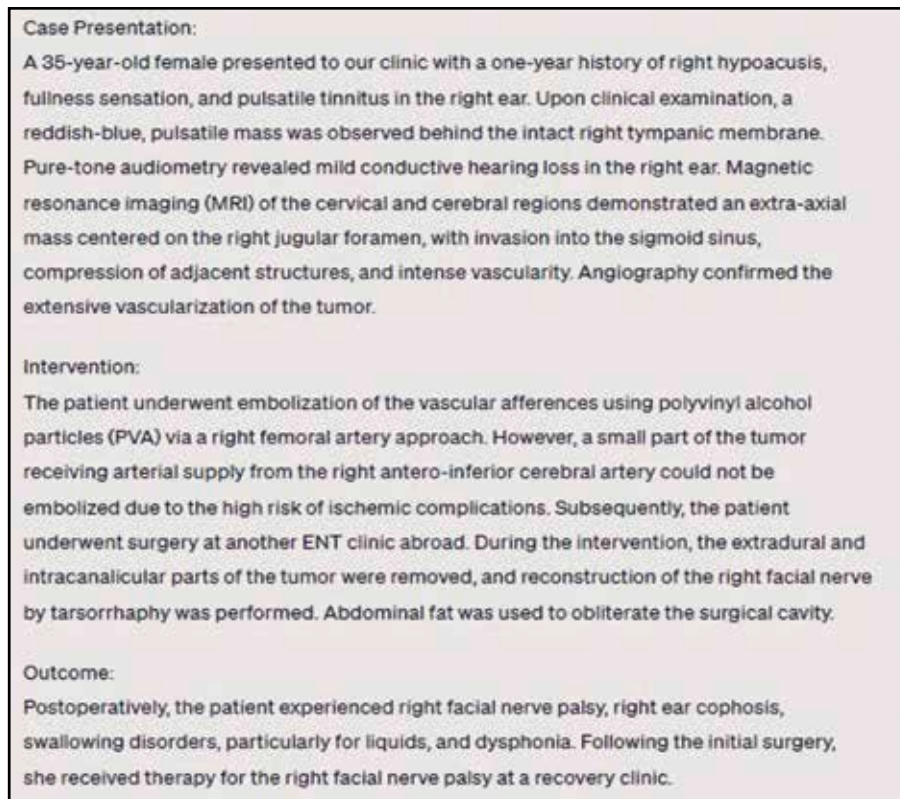 Case Presentation:
A 35-year-old female presented to our clinic with a one-year history of right hypoacusis,
fullness sensation, and pulsatile tinnitus in the right ear. Upon clinical examination, a
reddish-blue, pulsatile mass was observed behind the intact right tympanic membrane.
Pure-tone audiometry revealed mild conductive hearing loss in the right ear. Magnetic
resonance imaging (MRI) of the cervical and cerebral regions demonstrated an extra-axial
mass centered on the right jugular foramen, with invasion into the sigmoid sinus,
compression of adjacent structures, and intense vascularity. Angiography confirmed the
extensive vascularization of the tumor.
Intervention:
The patient underwent embolization of the vascular afferences using polyvinyl alcohol
particles (PVA) via a right femoral artery approach. However, a small part of the tumor
receiving arterial supply from the right antero-inferior cerebral artery could not be
embolized due to the high risk of ischemic complications. Subsequently, the patient
underwent surgery at another ENT clinic abroad. During the intervention, the extradural and
intracanalicular parts of the tumor were removed, and reconstruction of the right facial nerve
by tarsorrhaphy was performed. Abdominal fat was used to obliterate the surgical cavity.
Outcome:
Postoperatively, the patient experienced right facial nerve palsy, right ear cophosis,
swallowing disorders, particularly for liquids, and dysphonia. Following the initial surgery,
she received therapy for the right facial nerve palsy at a recovery clinic.